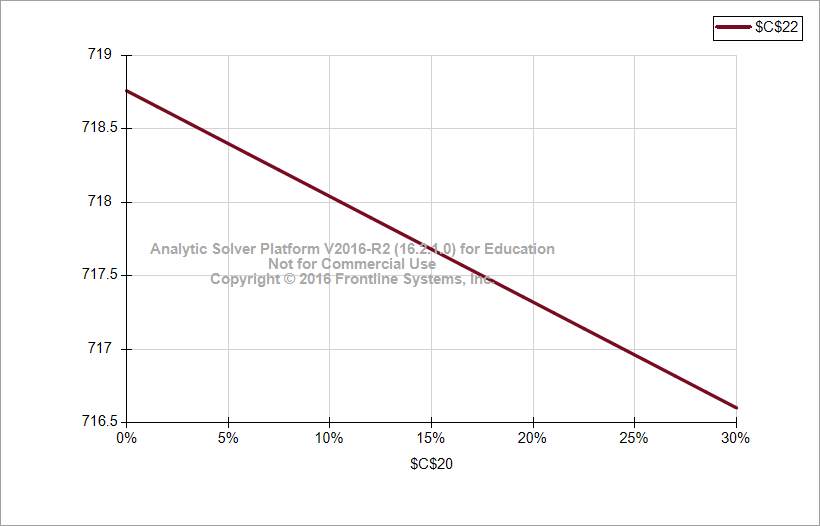 $C$22
719
718.5
718
717.5
717
716.5
Analytic Solver Platform V2016-R2 (16.2.1.0) for Education
Not for Commercial Use
Copyright © 2016 Frontline Systems, Inc.
0% 5% 10% 15% 20% 25% 30%
$C$20